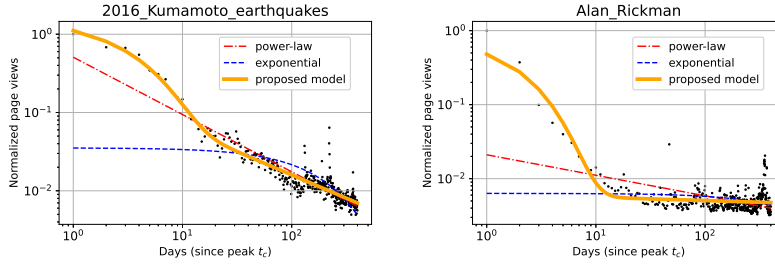 2016_Kumamoto_earthquakes
10⁰
10⁻¹
10⁻²
Normalized page views
power-law
exponential
proposed model
10⁰
10¹
10²
Days (since peak t_c)
Alan_Rickman
10⁰
10⁻¹
10⁻²
Normalized page views
power-law
exponential
proposed model
10⁰
10¹
10²
Days (since peak t_c)